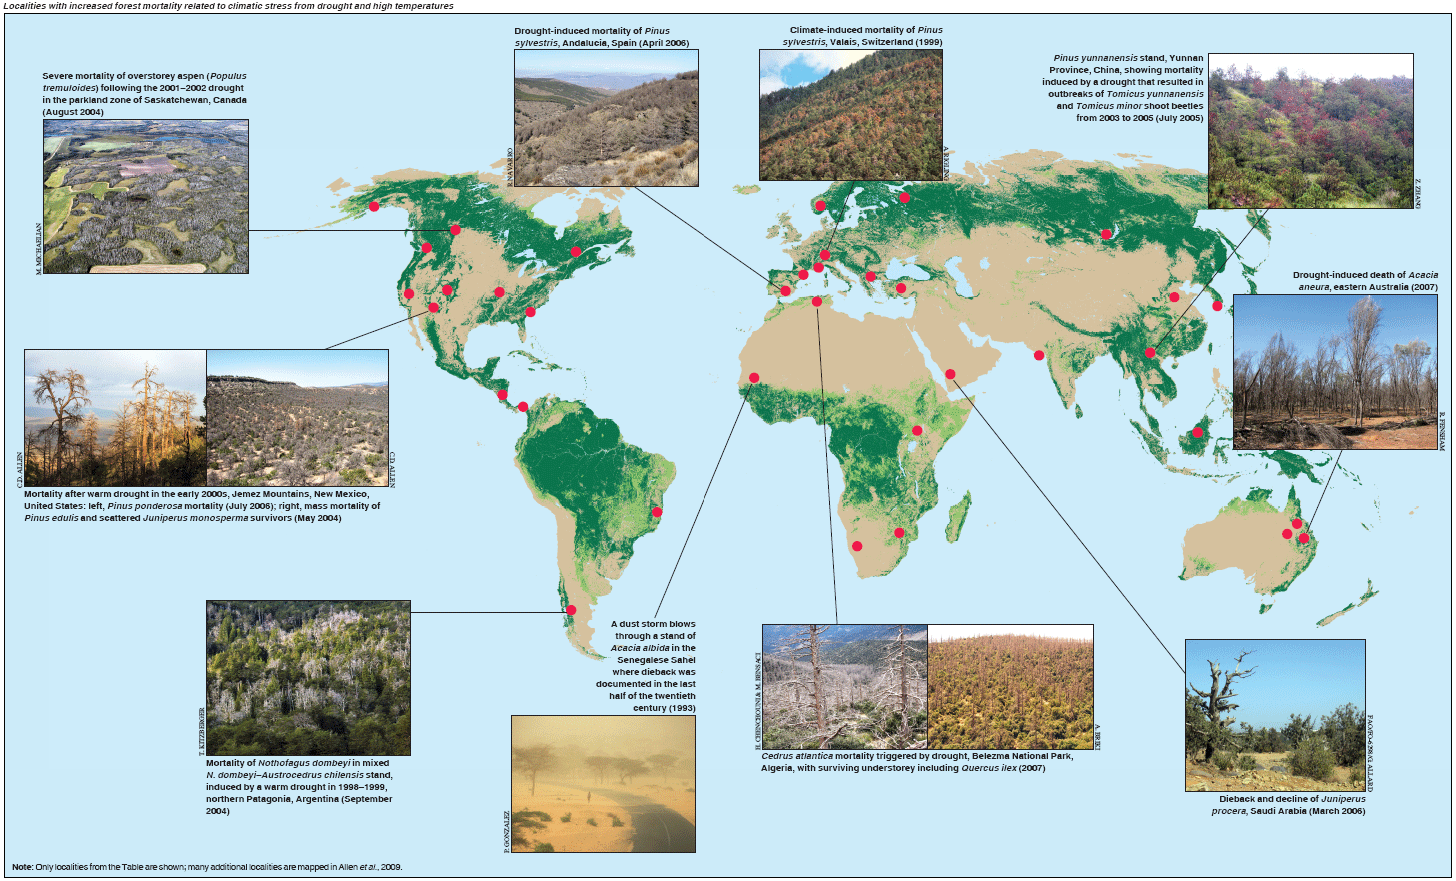 Localities with increased forest mortality related to climatic stress from drought and high temperatures
Severe mortality of overstorey aspen (Populus
tremuloides) following the 2001–2002 drought
in the parkland zone of Saskatchewan, Canada
(August 2004)
M. MICHAELIAN
Drought-induced mortality of Pinus
sylvestris, Andalucia, Spain (April 2006)
R. NAVARRO
Climate-induced mortality of Pinus
sylvestris, Valais, Switzerland (1999)
A. RIGLING
Pinus yunnanensis stand, Yunnan
Province, China, showing mortality
induced by a drought that resulted in
outbreaks of Tomicus yunnanensis
and Tomicus minor shoot beetles
from 2003 to 2005 (July 2005)
Z. ZHANG
Drought-induced death of Acacia
aneura, eastern Australia (2007)
R. FENSHAM
C.D. ALLEN
C.D. ALLEN
Mortality after warm drought in the early 2000s, Jemez Mountains, New Mexico,
United States: left, Pinus ponderosa mortality (July 2006); right, mass mortality of
Pinus edulis and scattered Juniperus monosperma survivors (May 2004)
T. KITZBERGER
Mortality of Nothofagus dombeyi in mixed
N. dombeyi–Austrocedrus chilensis stand,
induced by a warm drought in 1998–1999,
northern Patagonia, Argentina (September
2004)
A dust storm blows
through a stand of
Acacia albida in the
Senegalese Sahel
where dieback was
documented in the last
half of the twentieth
century (1993)
P. GONZALEZ
H. CHENCHOUNI & M. BENSACI
A. BRIKI
Cedrus atlantica mortality triggered by drought, Belezma National Park,
Algeria, with surviving understorey including Quercus ilex (2007)
G. ALLARD
Dieback and decline of Juniperus
procera, Saudi Arabia (March 2006)
Note: Only localities from the Table are shown; many additional localities are mapped in Allen et al., 2009.